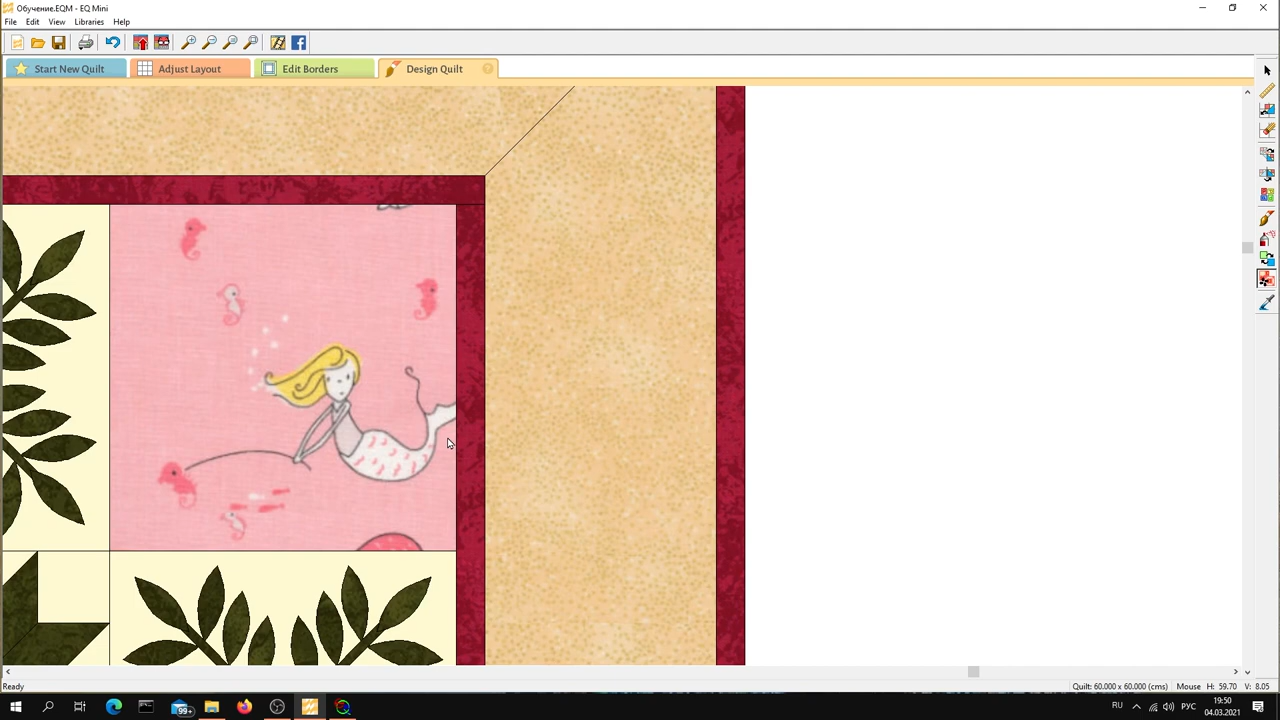 Обучение.EQM - EQ Mini
File Edit View Libraries Help
Start New Quilt Adjust Layout Edit Borders Design Quilt ?
Ready Quilt: 60.000 x 60.000 (cms) Mouse H: 59.70 V: 8.05
99+ RU РУС 19:50
04.03.2021